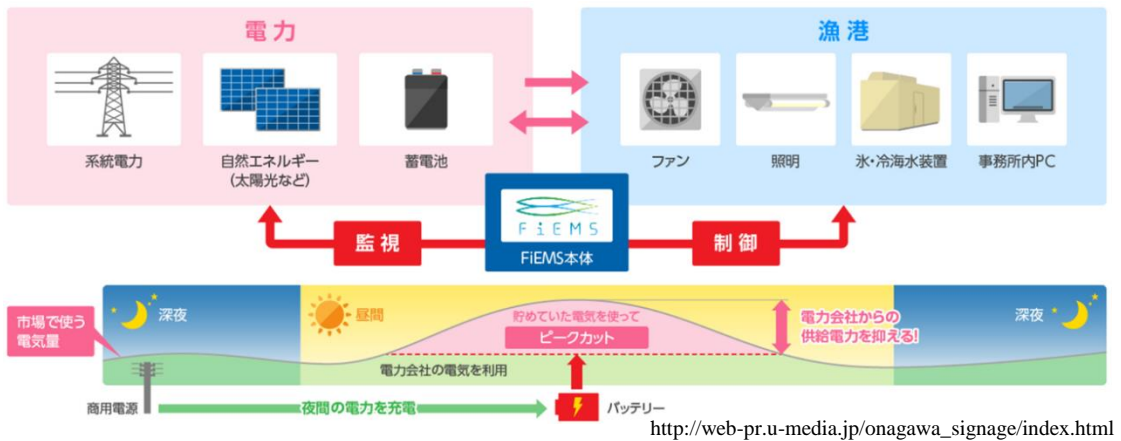 電力
系統電力
自然エネルギー
(太陽光など)
蓄電池
漁港
ファン
照明
氷・冷海水装置
事務所内PC
監視
FiEMS
FiEMS本体
制御
市場で使う
電気量
深夜
昼間
貯めていた電気を使って
ピークカット
電力会社からの
供給電力を抑える!
深夜
電力会社の電気を利用
商用電源
夜間の電力を充電
バッテリー
http://web-pr.u-media.jp/onagawa_signage/index.html